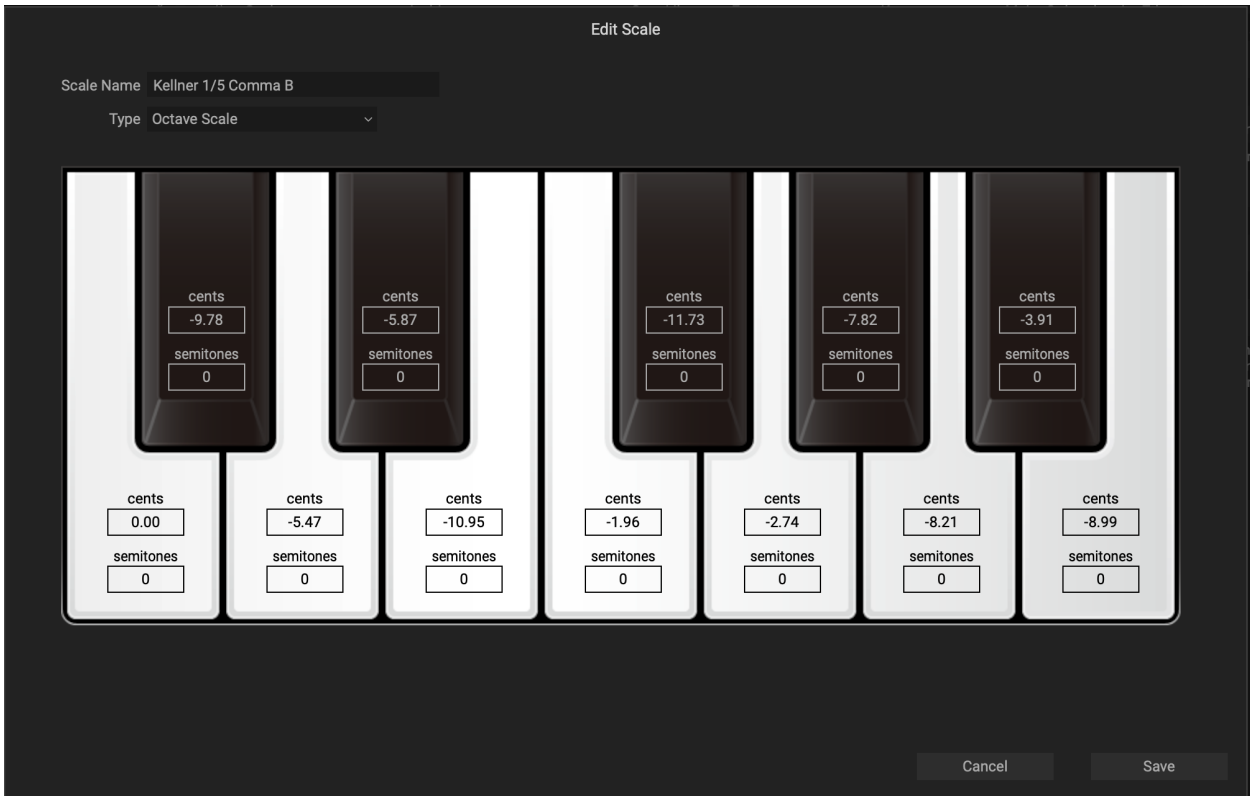 Edit Scale
Scale Name Kellner 1/5 Comma B
Type Octave Scale
cents cents cents cents cents
-9.78 -5.87 -11.73 -7.82 -3.91
semitones semitones semitones semitones semitones
0 0 0 0 0
cents cents cents cents cents cents cents
0.00 -5.47 -10.95 -1.96 -2.74 -8.21 -8.99
semitones semitones semitones semitones semitones semitones semitones
0 0 0 0 0 0 0
Cancel Save